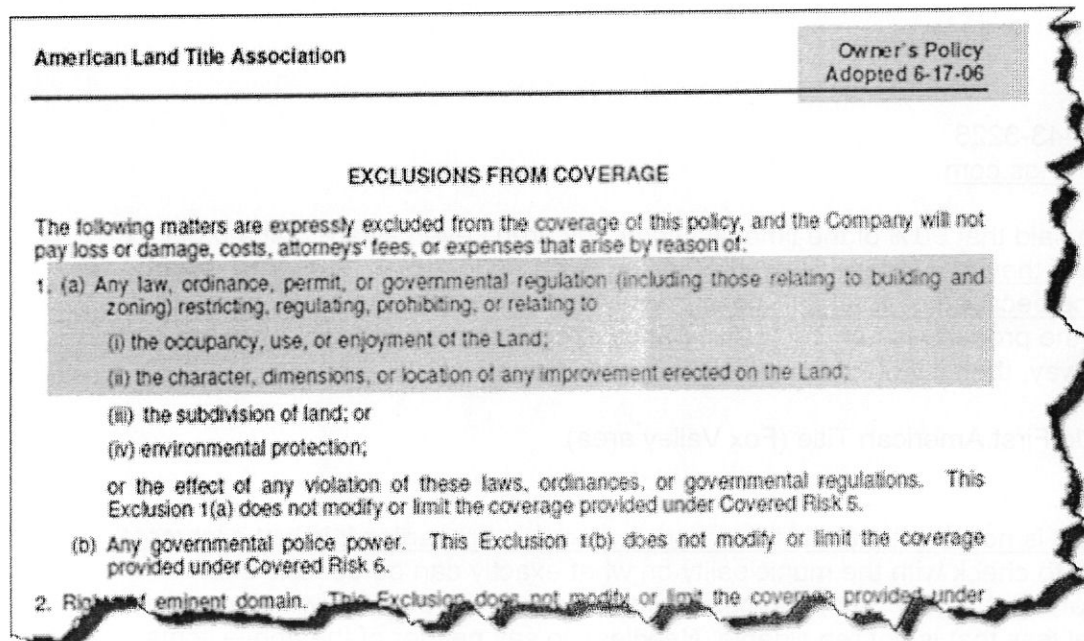 American Land Title Association
Owner's Policy
Adopted 6-17-06
EXCLUSIONS FROM COVERAGE
The following matters are expressly excluded from the coverage of this policy, and the Company will not
pay loss or damage, costs, attorneys' fees, or expenses that arise by reason of:
1. (a) Any law, ordinance, permit, or governmental regulation (including those relating to building and
zoning) restricting, regulating, prohibiting, or relating to
(i) the occupancy, use, or enjoyment of the Land;
(ii) the character, dimensions, or location of any improvement erected on the Land;
(iii) the subdivision of land; or
(iv) environmental protection;
or the effect of any violation of these laws, ordinances, or governmental regulations. This
Exclusion 1(a) does not modify or limit the coverage provided under Covered Risk 5.
(b) Any governmental police power. This Exclusion 1(b) does not modify or limit the coverage
provided under Covered Risk 6.
2. Rights of eminent domain. This Exclusion does not modify or limit the coverage provided under